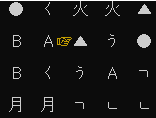 ● く 火 火 ▲
B A ☞ ▲ う ●
B く う A ㄱ
月 月 ㄱ ㄴ ㄴ